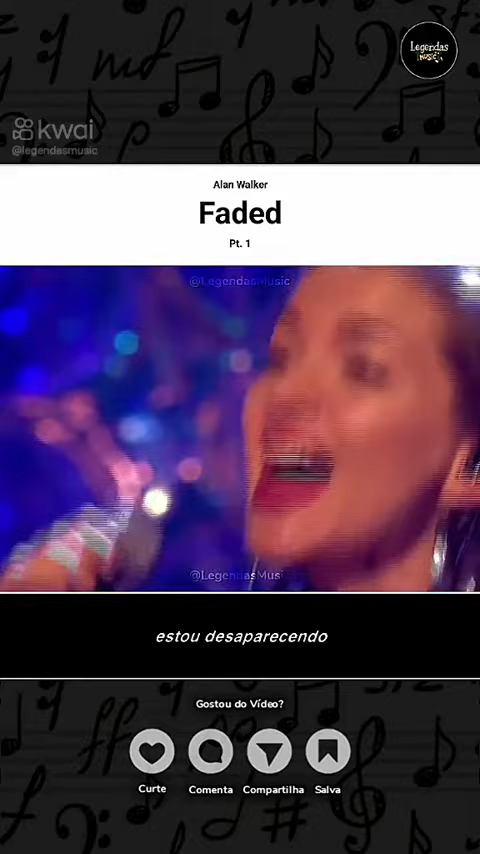 Legendas
music
kwai
@legendasmusic
Alan Walker
Faded
Pt. 1
@Legendasmusic
@LegendasMusi
estou desaparecendo
Gostou do Vídeo?
Curte
Comenta
Compartilha
Salva